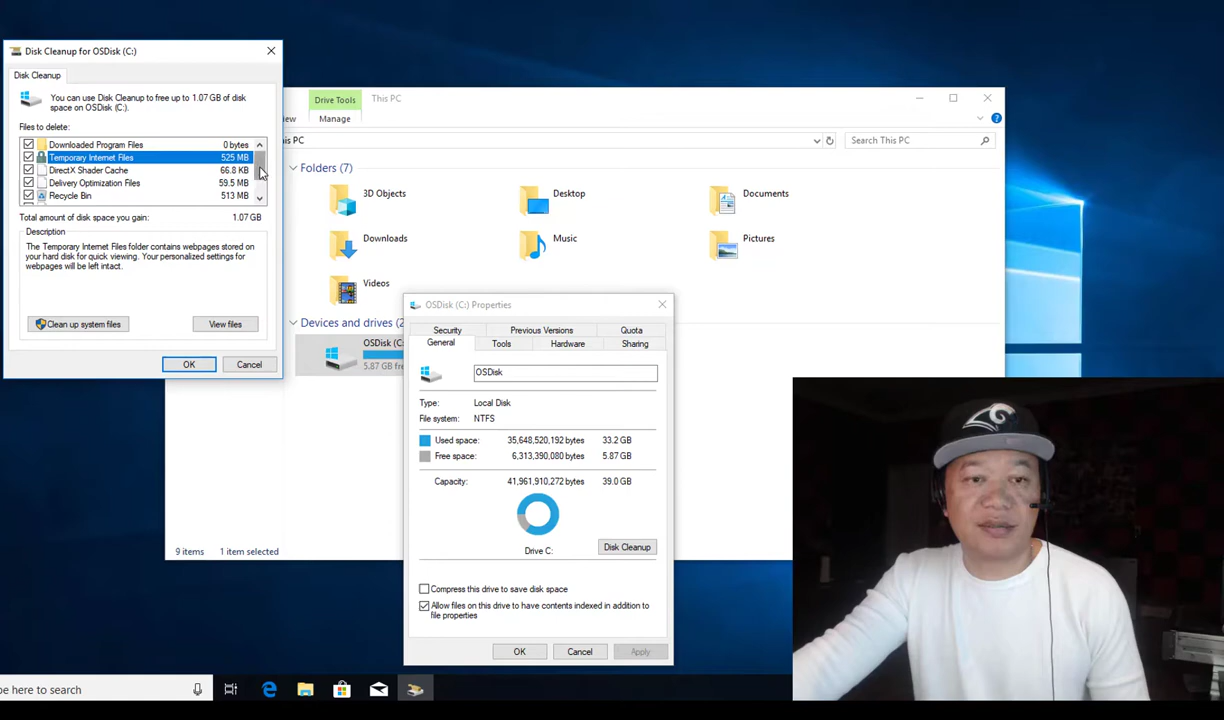 Disk Cleanup for OSDisk (C:)
Disk Cleanup
You can use Disk Cleanup to free up to 1.07 GB of disk
space on OSDisk (C:).
Files to delete:
Downloaded Program Files 0 bytes
Temporary Internet Files 525 MB
DirectX Shader Cache 66.8 KB
Delivery Optimization Files 59.5 MB
Recycle Bin 513 MB
Total amount of disk space you gain: 1.07 GB
Description
The Temporary Internet Files folder contains webpages stored on
your hard disk for quick viewing. Your personalized settings for
webpages will be left intact.
Clean up system files View files
OK Cancel
Drive Tools This PC
iew Manage
is PC Search This PC
Folders (7)
3D Objects Desktop Documents
Downloads Music Pictures
Videos
Devices and drives (2
OSDisk (C:
5.87 GB fre
9 items 1 item selected
OSDisk (C:) Properties
Security Previous Versions Quota
General Tools Hardware Sharing
OSDisk
Type: Local Disk
File system: NTFS
Used space: 35,648,520,192 bytes 33.2 GB
Free space: 6,313,390,080 bytes 5.87 GB
Capacity: 41,961,910,272 bytes 39.0 GB
Drive C: Disk Cleanup
Compress this drive to save disk space
Allow files on this drive to have contents indexed in addition to
file properties
OK Cancel Apply
pe here to search